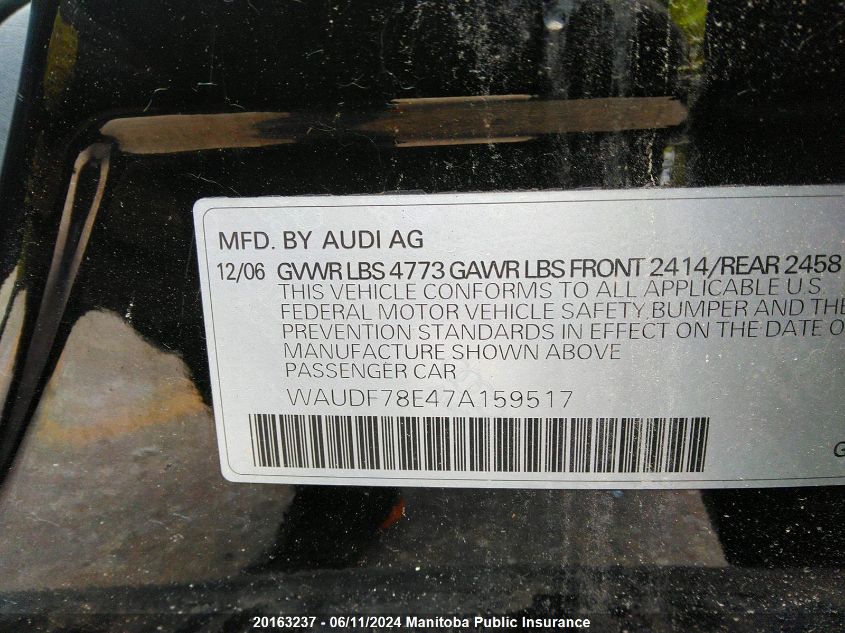 MFD. BY AUDI AG
12/06 GVWR LBS 4773 GAWR LBS FRONT 2414/REAR 2458
THIS VEHICLE CONFORMS TO ALL APPLICABLE U.S.
FEDERAL MOTOR VEHICLE SAFETY, BUMPER AND THE
PREVENTION STANDARDS IN EFFECT ON THE DATE O
MANUFACTURE SHOWN ABOVE
PASSENGER CAR
WAUDF78E47A159517
G
20163237 - 06/11/2024 Manitoba Public Insurance